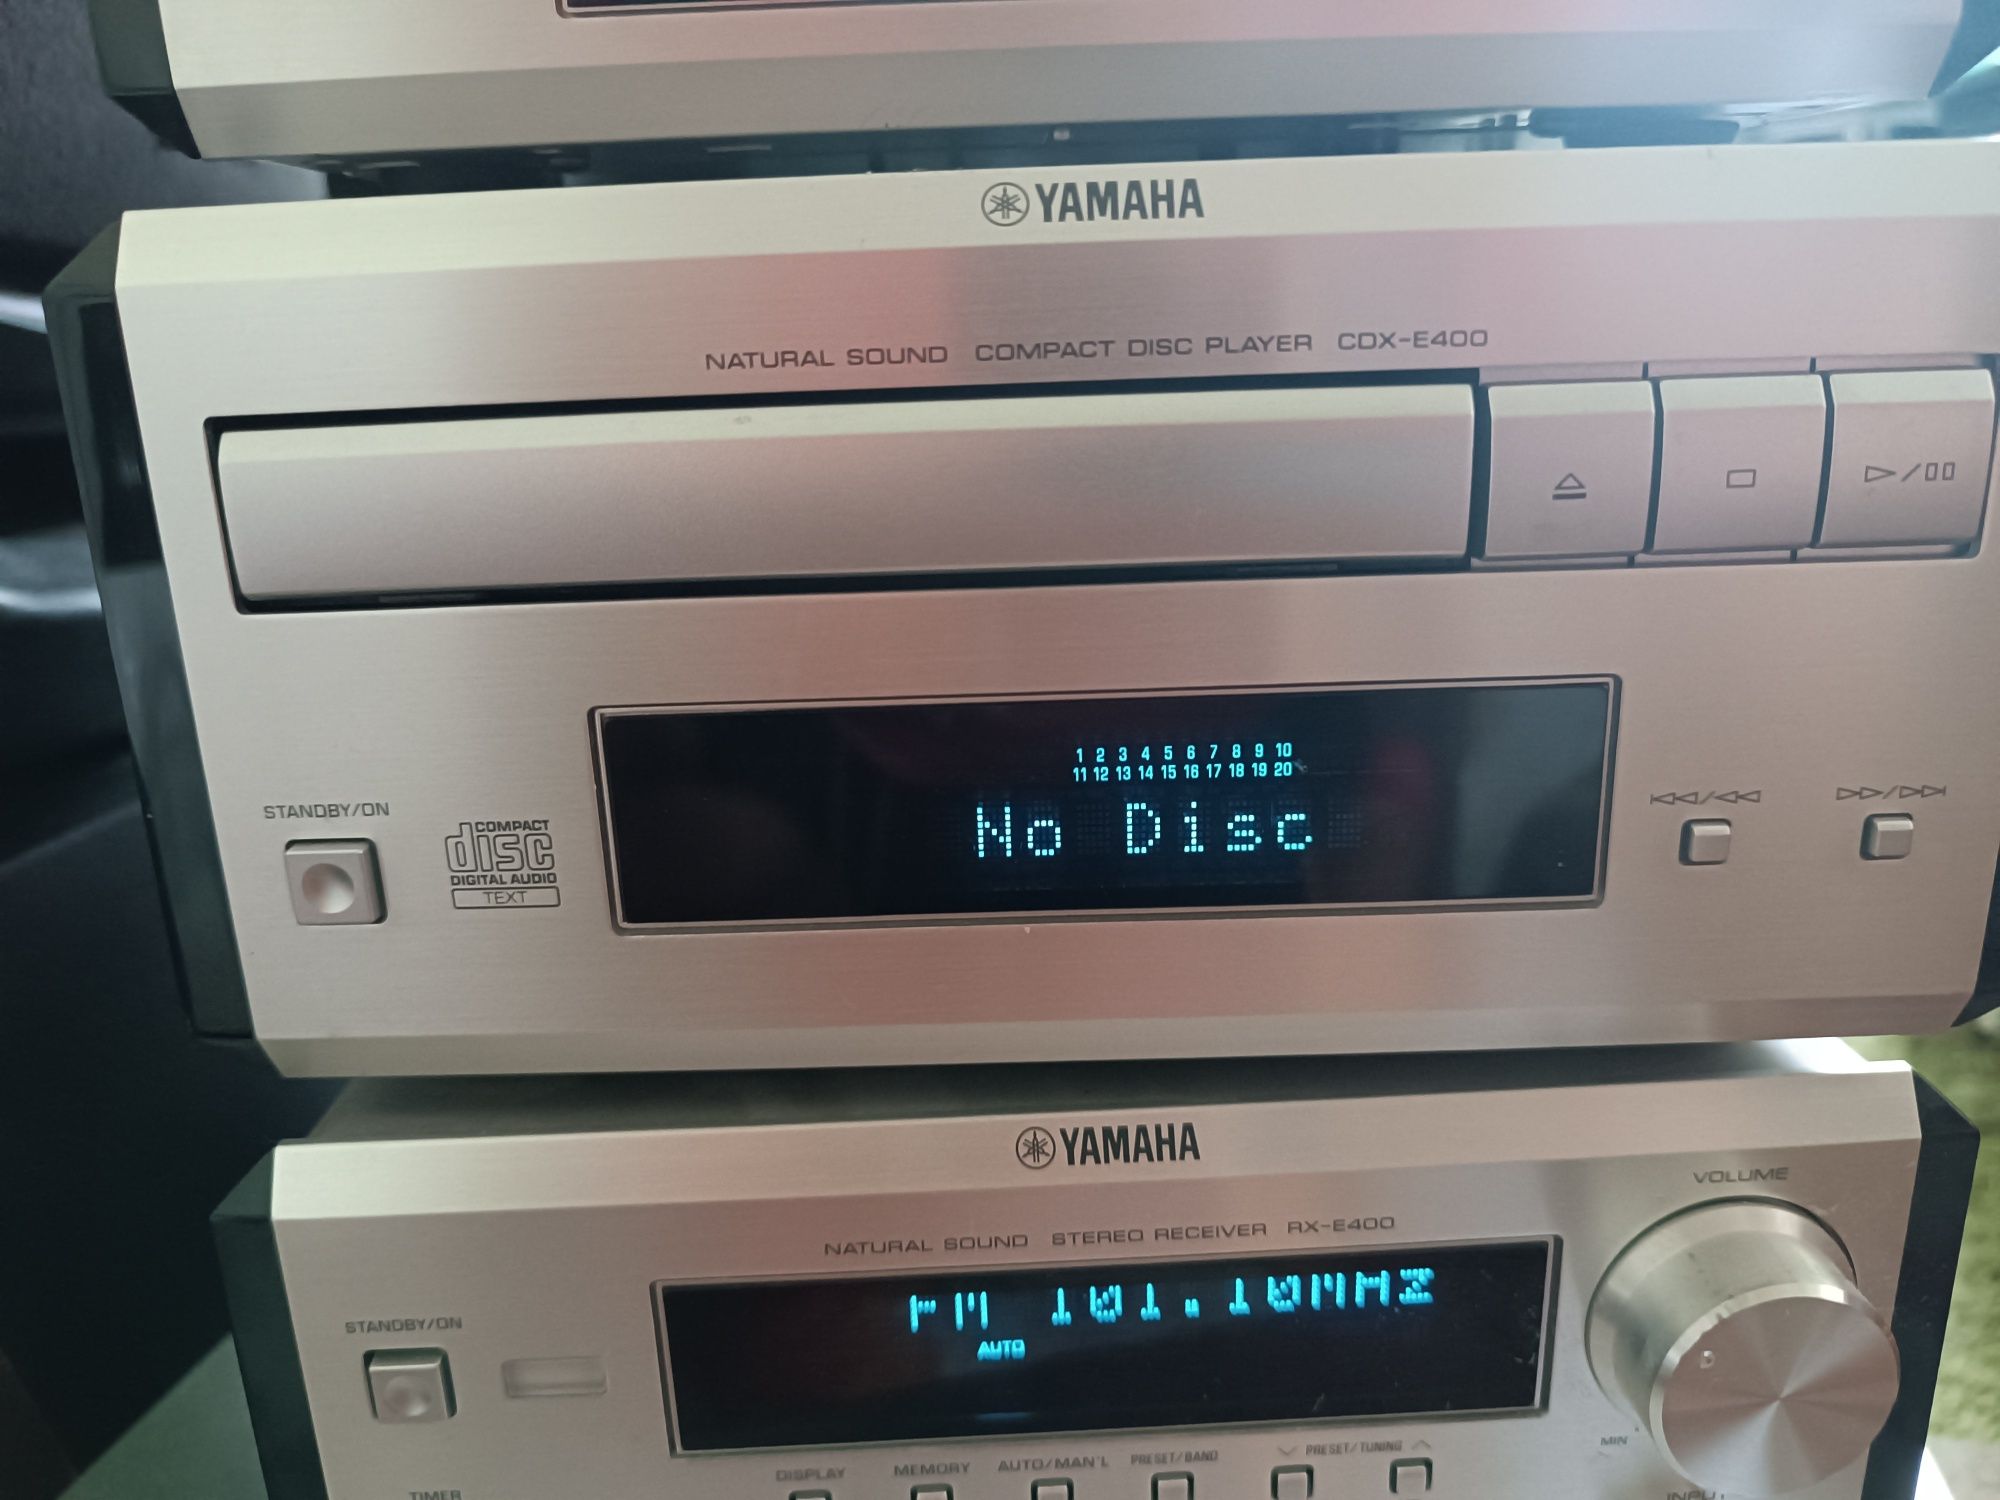 YAMAHA
NATURAL SOUND COMPACT DISC PLAYER CDX-E400
1 2 3 4 5 6 7 8 9 10
11 12 13 14 15 16 17 18 19 20
No Disc
STANDBY/ON
COMPACT
disc
DIGITAL AUDIO
TEXT
YAMAHA
VOLUME
NATURAL SOUND STEREO RECEIVER RX-E400
FM 101.10MHZ
AUTO
STANDBY/ON
MIN
DISPLAY
MEMORY
AUTO/MAN'L
PRESET/BAND
PRESET/TUNING
TIMER